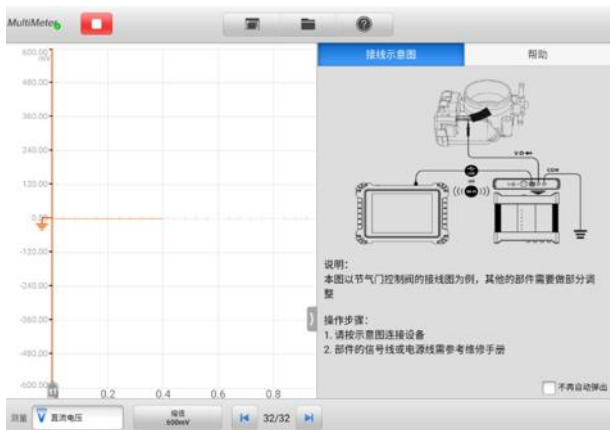 MultiMeter
接线示意图
帮助
600.00
mV
480.00
360.00
240.00
120.00
0.00
-120.00
-240.00
-360.00
-480.00
-600.00
0.2
0.4
0.6
0.8
VΩ
COM
说明：
本图以节气门控制阀的接线图为例，其他的部件需要做部分调
整
操作步骤：
1. 请按示意图连接设备
2. 部件的信号线或电源线需参考维修手册
不再自动弹出
测量
直流电压
幅值
600mV
32/32